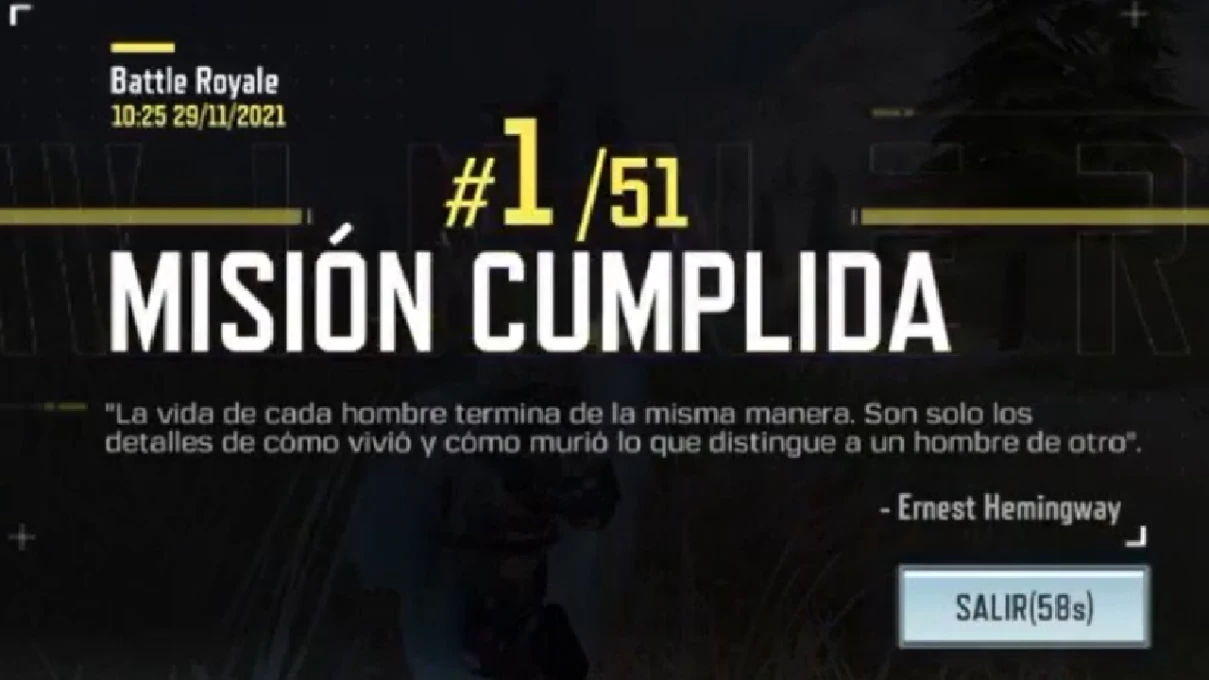 Battle Royale
10:25 29/11/2021
#1/51
MISIÓN CUMPLIDA
"La vida de cada hombre termina de la misma manera. Son solo los
detalles de cómo vivió y cómo murió lo que distingue a un hombre de otro".
- Ernest Hemingway
SALIR(58s)